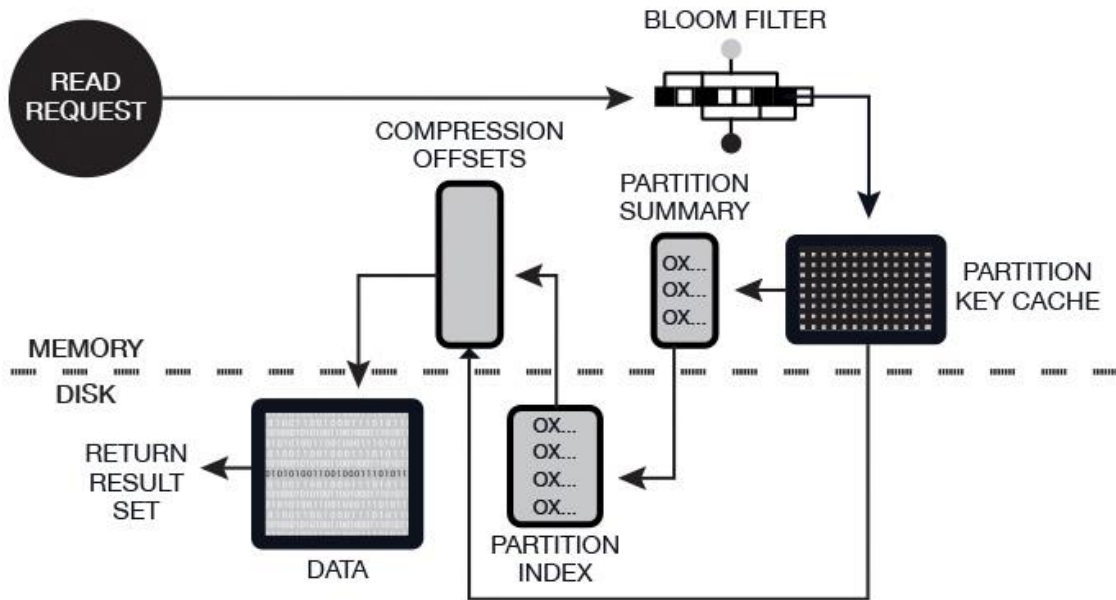 BLOOM FILTER
READ
REQUEST
COMPRESSION
OFFSETS
PARTITION
SUMMARY
OX...
OX...
OX...
PARTITION
KEY CACHE
MEMORY
DISK
OX...
OX...
OX...
OX...
RETURN
RESULT
SET
DATA
PARTITION
INDEX